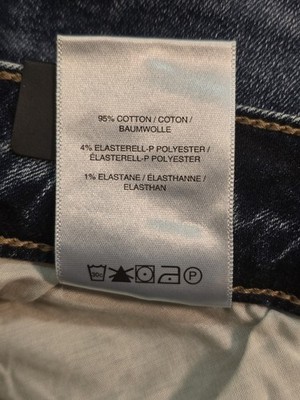 95% COTTON / COTON /
BAUMWOLLE
4% ELASTERELL-P POLYESTER /
ÉLASTERELL-P POLYESTER
1% ELASTANE / ÉLASTHANNE /
ELASTHAN
P